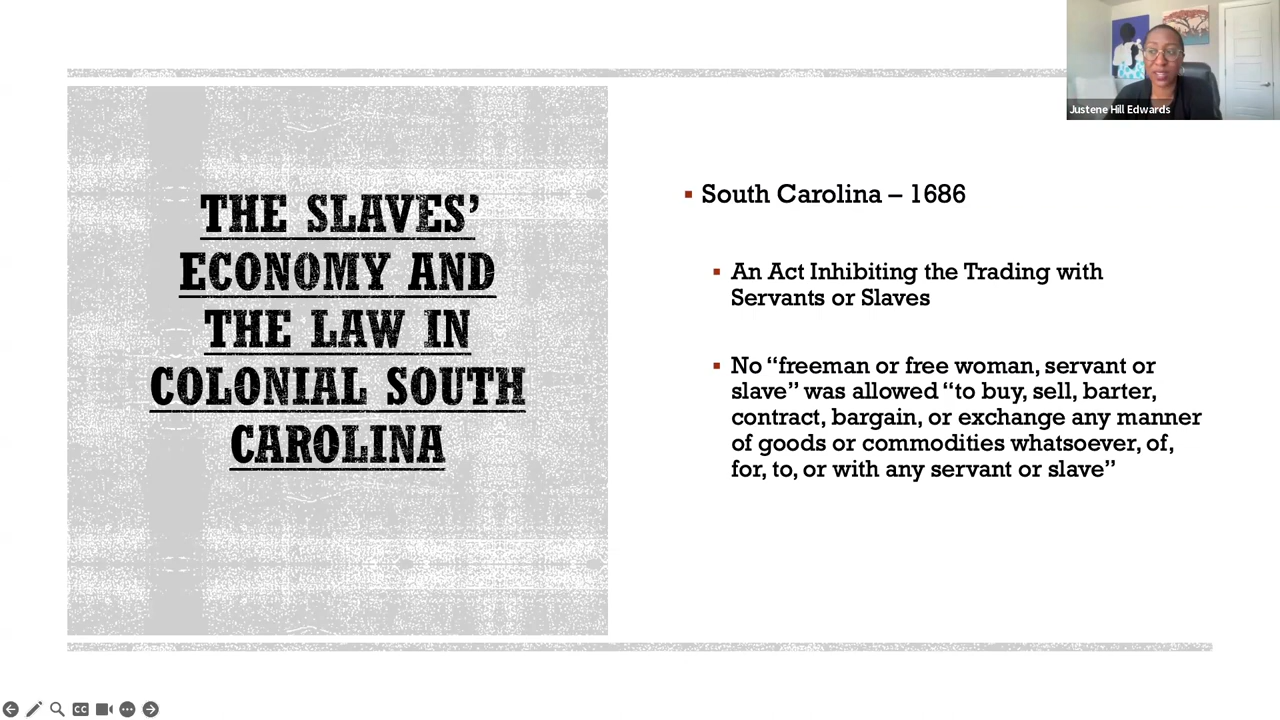 THE SLAVES’
ECONOMY AND
THE LAW IN
COLONIAL SOUTH
CAROLINA
South Carolina – 1686
An Act Inhibiting the Trading with
Servants or Slaves
No “freeman or free woman, servant or
slave” was allowed “to buy, sell, barter,
contract, bargain, or exchange any manner
of goods or commodities whatsoever, of,
for, to, or with any servant or slave”
Justene Hill Edwards
CC